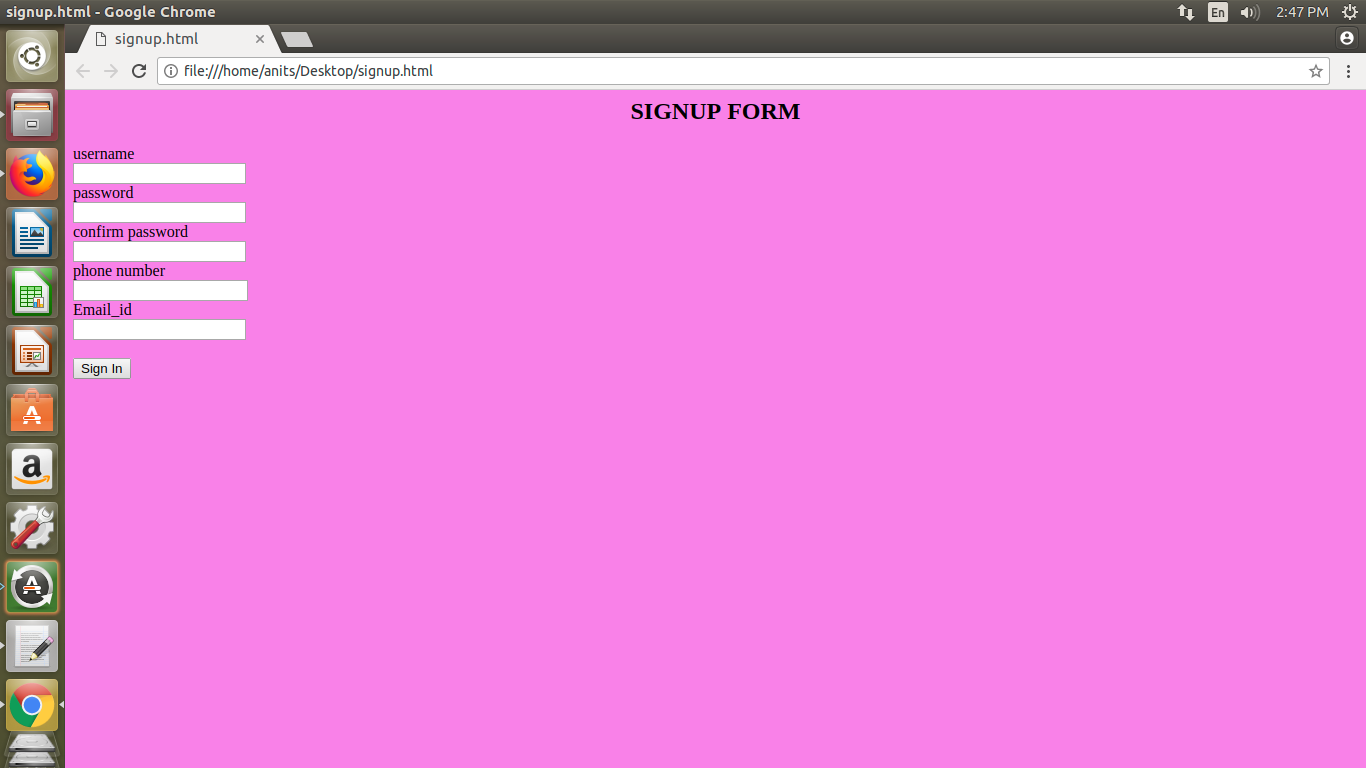 signup.html - Google Chrome
En
2:47 PM
signup.html
file:///home/anits/Desktop/signup.html
SIGNUP FORM
username
password
confirm password
phone number
Email_id
Sign In
a